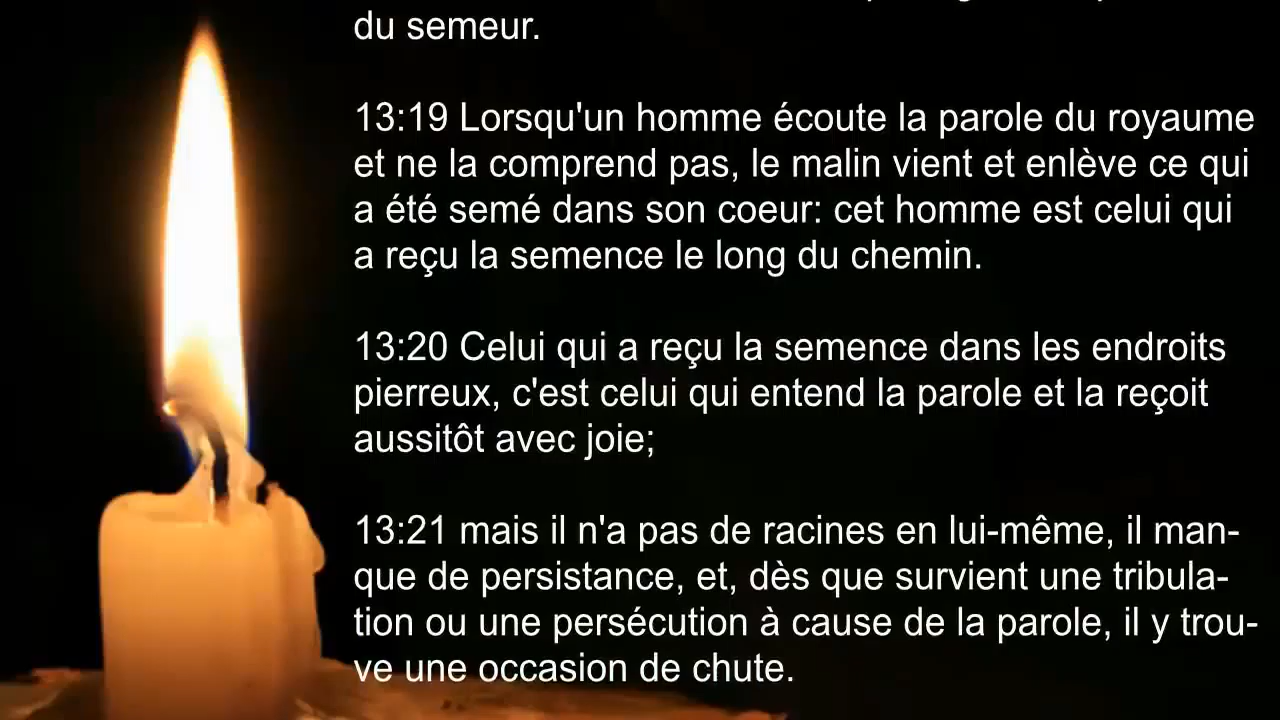 du semeur.
13:19 Lorsqu'un homme écoute la parole du royaume
et ne la comprend pas, le malin vient et enlève ce qui
a été semé dans son coeur: cet homme est celui qui
a reçu la semence le long du chemin.
13:20 Celui qui a reçu la semence dans les endroits
pierreux, c'est celui qui entend la parole et la reçoit
aussitôt avec joie;
13:21 mais il n'a pas de racines en lui-même, il man-
que de persistance, et, dès que survient une tribula-
tion ou une persécution à cause de la parole, il y trou-
ve une occasion de chute.